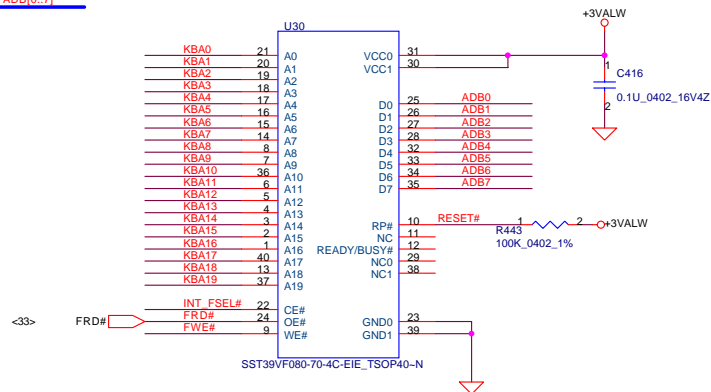 ADB[0..7]
U30
+3VALW
KBA0 21 A0 VCC0 31
KBA1 20 A1 VCC1 30
KBA2 19 A2
KBA3 18 A3
KBA4 17 A4 D0 25 ADB0
KBA5 16 A5 D1 26 ADB1
KBA6 15 A6 D2 27 ADB2
KBA7 14 A7 D3 28 ADB3
KBA8 8 A8 D4 32 ADB4
KBA9 7 A9 D5 33 ADB5
KBA10 36 A10 D6 34 ADB6
KBA11 6 A11 D7 35 ADB7
KBA12 5 A12
KBA13 4 A13
KBA14 3 A14 RP# 10 RESET#
KBA15 2 A15 NC 11
KBA16 1 A16 READY/BUSY# 12
KBA17 40 A17 NC0 29
KBA18 13 A18 NC1 38
KBA19 37 A19
1
C416
0.1U_0402_16V4Z
2
1 2 +3VALW
R443
100K_0402_1%
INT_FSEL# 22 CE# GND0 23
<33> FRD# FRD# 24 OE#
FWE# 9 WE# GND1 39
SST39VF080-70-4C-EIE_TSOP40~N